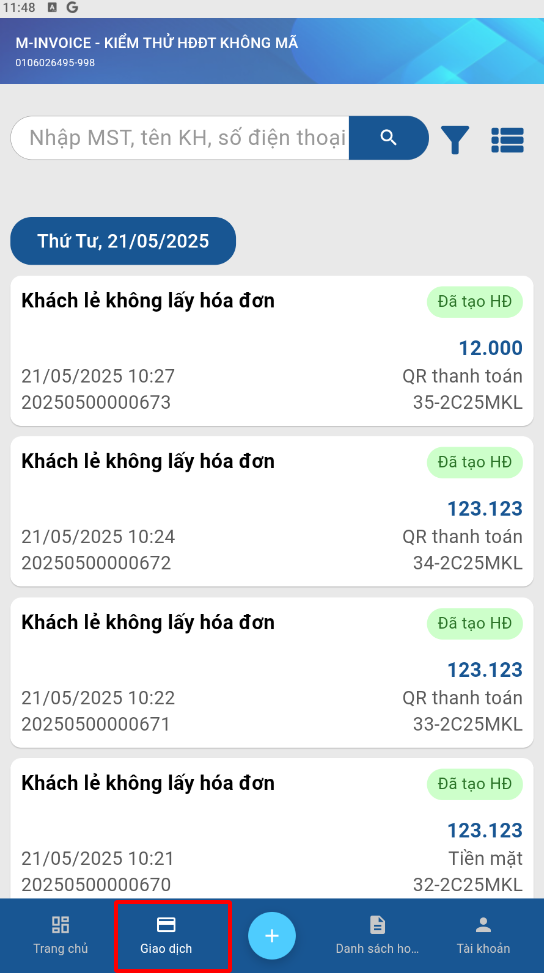 11:48 A G
M-INVOICE - KIỂM THỬ HĐĐT KHÔNG MÃ
0106026495-998
Nhập MST, tên KH, số điện thoại
Thứ Tư, 21/05/2025
Khách lẻ không lấy hóa đơn Đã tạo HĐ
12.000
21/05/2025 10:27 QR thanh toán
20250500000673 35-2C25MKL
Khách lẻ không lấy hóa đơn Đã tạo HĐ
123.123
21/05/2025 10:24 QR thanh toán
20250500000672 34-2C25MKL
Khách lẻ không lấy hóa đơn Đã tạo HĐ
123.123
21/05/2025 10:22 QR thanh toán
20250500000671 33-2C25MKL
Khách lẻ không lấy hóa đơn Đã tạo HĐ
123.123
21/05/2025 10:21 Tiền mặt
20250500000670 32-2C25MKL
Trang chủ Giao dịch Danh sách ho... Tài khoản